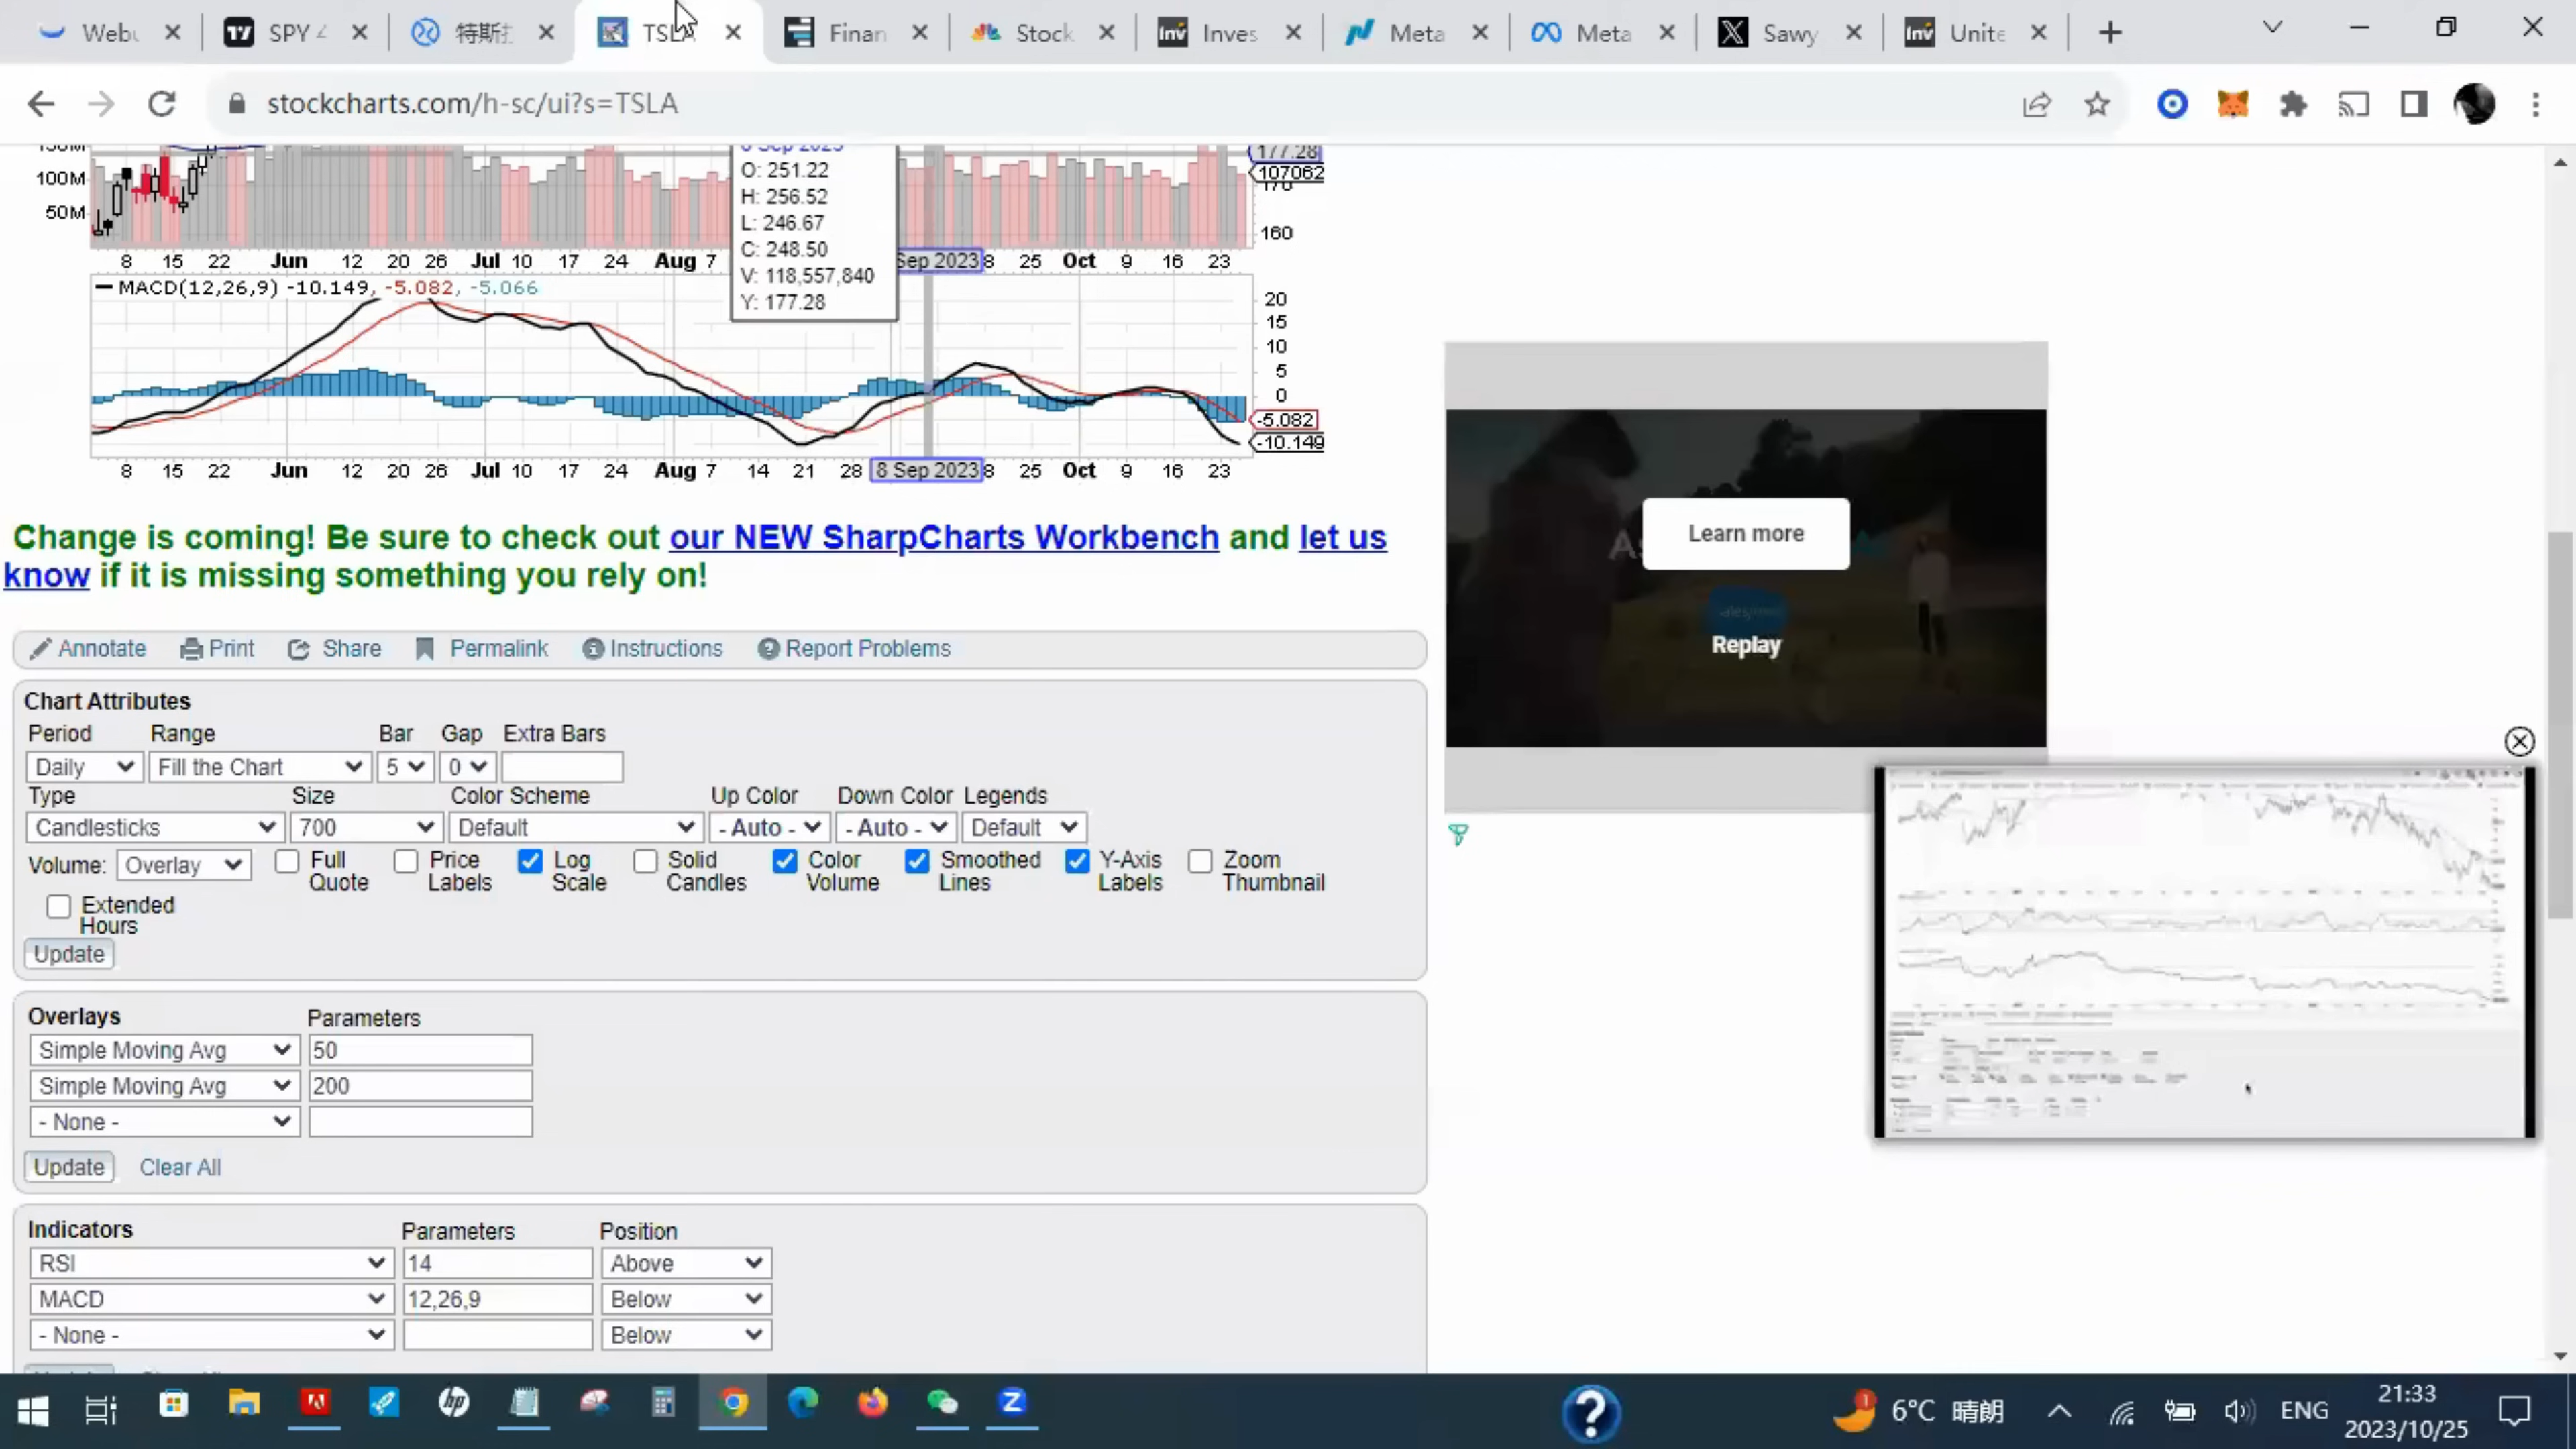 Webu
SPY 4
特斯拉
TSLA
Finan
Stock
Inves
Meta
Meta
Sawy
Unite
stockcharts.com/h-sc/ui?s=TSLA
100M
50M
O: 251.22
H: 256.52
L: 246.67
C: 248.50
V: 118,557,840
Y: 177.28
177.28
107062
170
160
8 15 22 Jun 12 20 26 Jul 10 17 24 Aug 7 Sep 2023 8 25 Oct 9 16 23
MACD(12,26,9) -10.149, -5.082, -5.066
20
15
10
5
0
-5.082
-10.149
8 15 22 Jun 12 20 26 Jul 10 17 24 Aug 7 14 21 28 8 Sep 2023 8 25 Oct 9 16 23
Change is coming! Be sure to check out our NEW SharpCharts Workbench and let us
know if it is missing something you rely on!
Annotate Print Share Permalink Instructions Report Problems
Learn more
Replay
Chart Attributes
Period Range Bar Gap Extra Bars
Daily Fill the Chart 5 0
Type Size Color Scheme Up Color Down Color Legends
Candlesticks 700 Default - Auto - - Auto - Default
Volume: Overlay Full Quote Price Labels Log Scale Solid Candles Color Volume Smoothed Lines Y-Axis Labels Zoom Thumbnail
Extended Hours
Update
Overlays Parameters
Simple Moving Avg 50
Simple Moving Avg 200
- None -
Update Clear All
Indicators Parameters Position
RSI 14 Above
MACD 12,26,9 Below
- None - Below
6°C 晴朗
ENG
21:33
2023/10/25